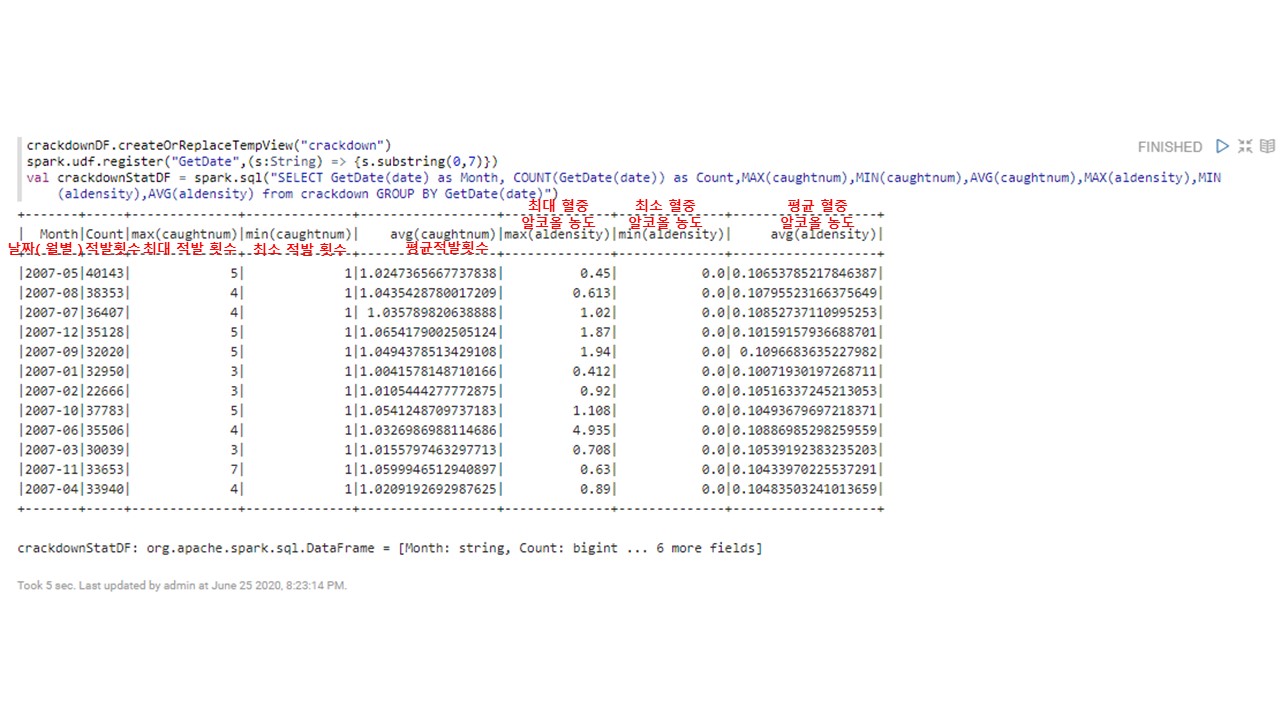 crackdownDF.createOrReplaceTempView("crackdown")
FINISHED
spark.udf.register("GetDate",(s:String) => {s.substring(0,7)})
val crackdownStatDF = spark.sql("SELECT GetDate(date) as Month, COUNT(GetDate(date)) as Count,MAX(caughtnum),MIN(caughtnum),AVG(caughtnum),MAX(aldensity),MIN
(aldensity),AVG(aldensity) from crackdown GROUP BY GetDate(date)")
최대 혈중 최소 혈중 평균 혈중
+-------+-----+--------------+--------------+------------------+--------------+--------------+-------------------+
알코올 농도 알코올 농도 알코올 농도
|  Month|Count|max(caughtnum)|min(caughtnum)|    avg(caughtnum)|max(aldensity)|min(aldensity)|     avg(aldensity)|
날짜( 월별 ) 적발횟수 최대 적발 횟수 최소 적발 횟수 평균적발횟수
+-------+-----+--------------+--------------+------------------+--------------+--------------+-------------------+
|2007-05|40143|             5|             1|1.0247365667737838|          0.45|           0.0|0.10653785217846387|
|2007-08|38353|             4|             1|1.0435428780017209|         0.613|           0.0|0.10795523166375649|
|2007-07|36407|             4|             1| 1.035789820638888|          1.02|           0.0|0.10852737110995253|
|2007-12|35128|             5|             1|1.0654179002505124|          1.87|           0.0|0.10159157936688701|
|2007-09|32020|             5|             1|1.0494378513429108|          1.94|           0.0| 0.1096683635227982|
|2007-01|32950|             3|             1|1.0041578148710166|         0.412|           0.0|0.10071930197268711|
|2007-02|22666|             3|             1|1.0105444277772875|          0.92|           0.0|0.10516337245213053|
|2007-10|37783|             5|             1|1.0541248709737183|         1.108|           0.0|0.10493679697218371|
|2007-06|35506|             4|             1|1.0326986988114686|         4.935|           0.0|0.10886985298259559|
|2007-03|30039|             3|             1|1.0155797463297713|         0.708|           0.0|0.10539192383235203|
|2007-11|33653|             7|             1|1.0599946512940897|          0.63|           0.0|0.10433970225537291|
|2007-04|33940|             4|             1|1.0209192692987625|          0.89|           0.0|0.10483503241013659|
+-------+-----+--------------+--------------+------------------+--------------+--------------+-------------------+
crackdownStatDF: org.apache.spark.sql.DataFrame = [Month: string, Count: bigint ... 6 more fields]
Took 5 sec. Last updated by admin at June 25 2020, 8:23:14 PM.